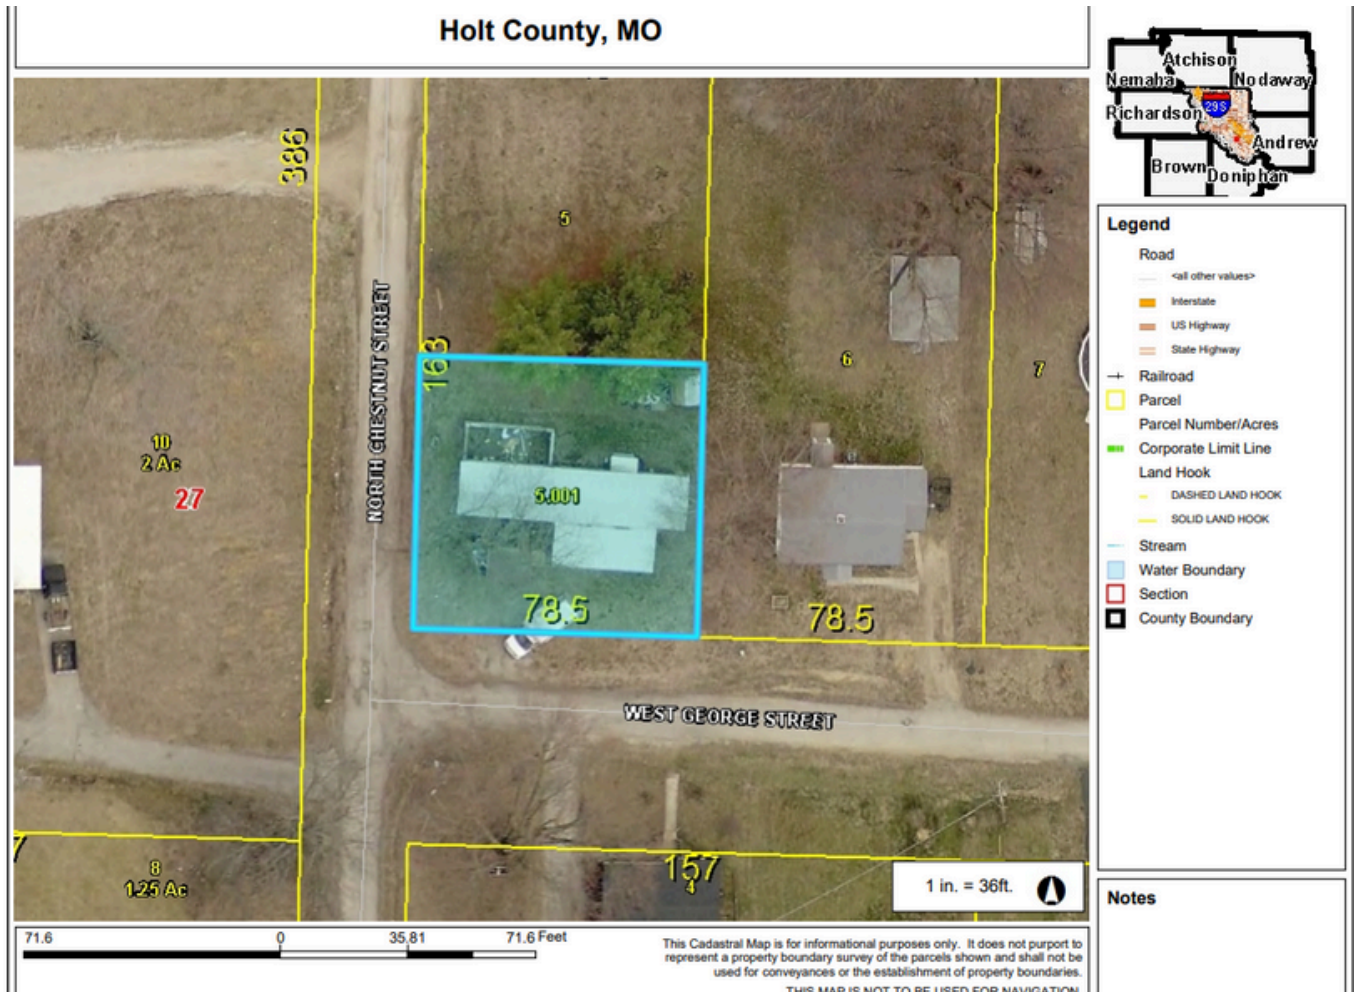 Holt County, MO
386
5
NORTH CHESTNUT STREET
163
6
7
10
2 Ac
27
5.001
78.5
78.5
WEST GEORGE STREET
8
1.25 Ac
157
4
7
1 in. = 36ft.
71.6
0
35.81
71.6 Feet
This Cadastral Map is for informational purposes only. It does not purport to
represent a property boundary survey of the parcels shown and shall not be
used for conveyances or the establishment of property boundaries.
THIS MAP IS NOT TO BE USED FOR NAVIGATION
Atchison
Nemaha
Nodaway
29S
Richardson
Andrew
Brown
Doniphan
Legend
Road
<all other values>
Interstate
US Highway
State Highway
Railroad
Parcel
Parcel Number/Acres
Corporate Limit Line
Land Hook
DASHED LAND HOOK
SOLID LAND HOOK
Stream
Water Boundary
Section
County Boundary
Notes